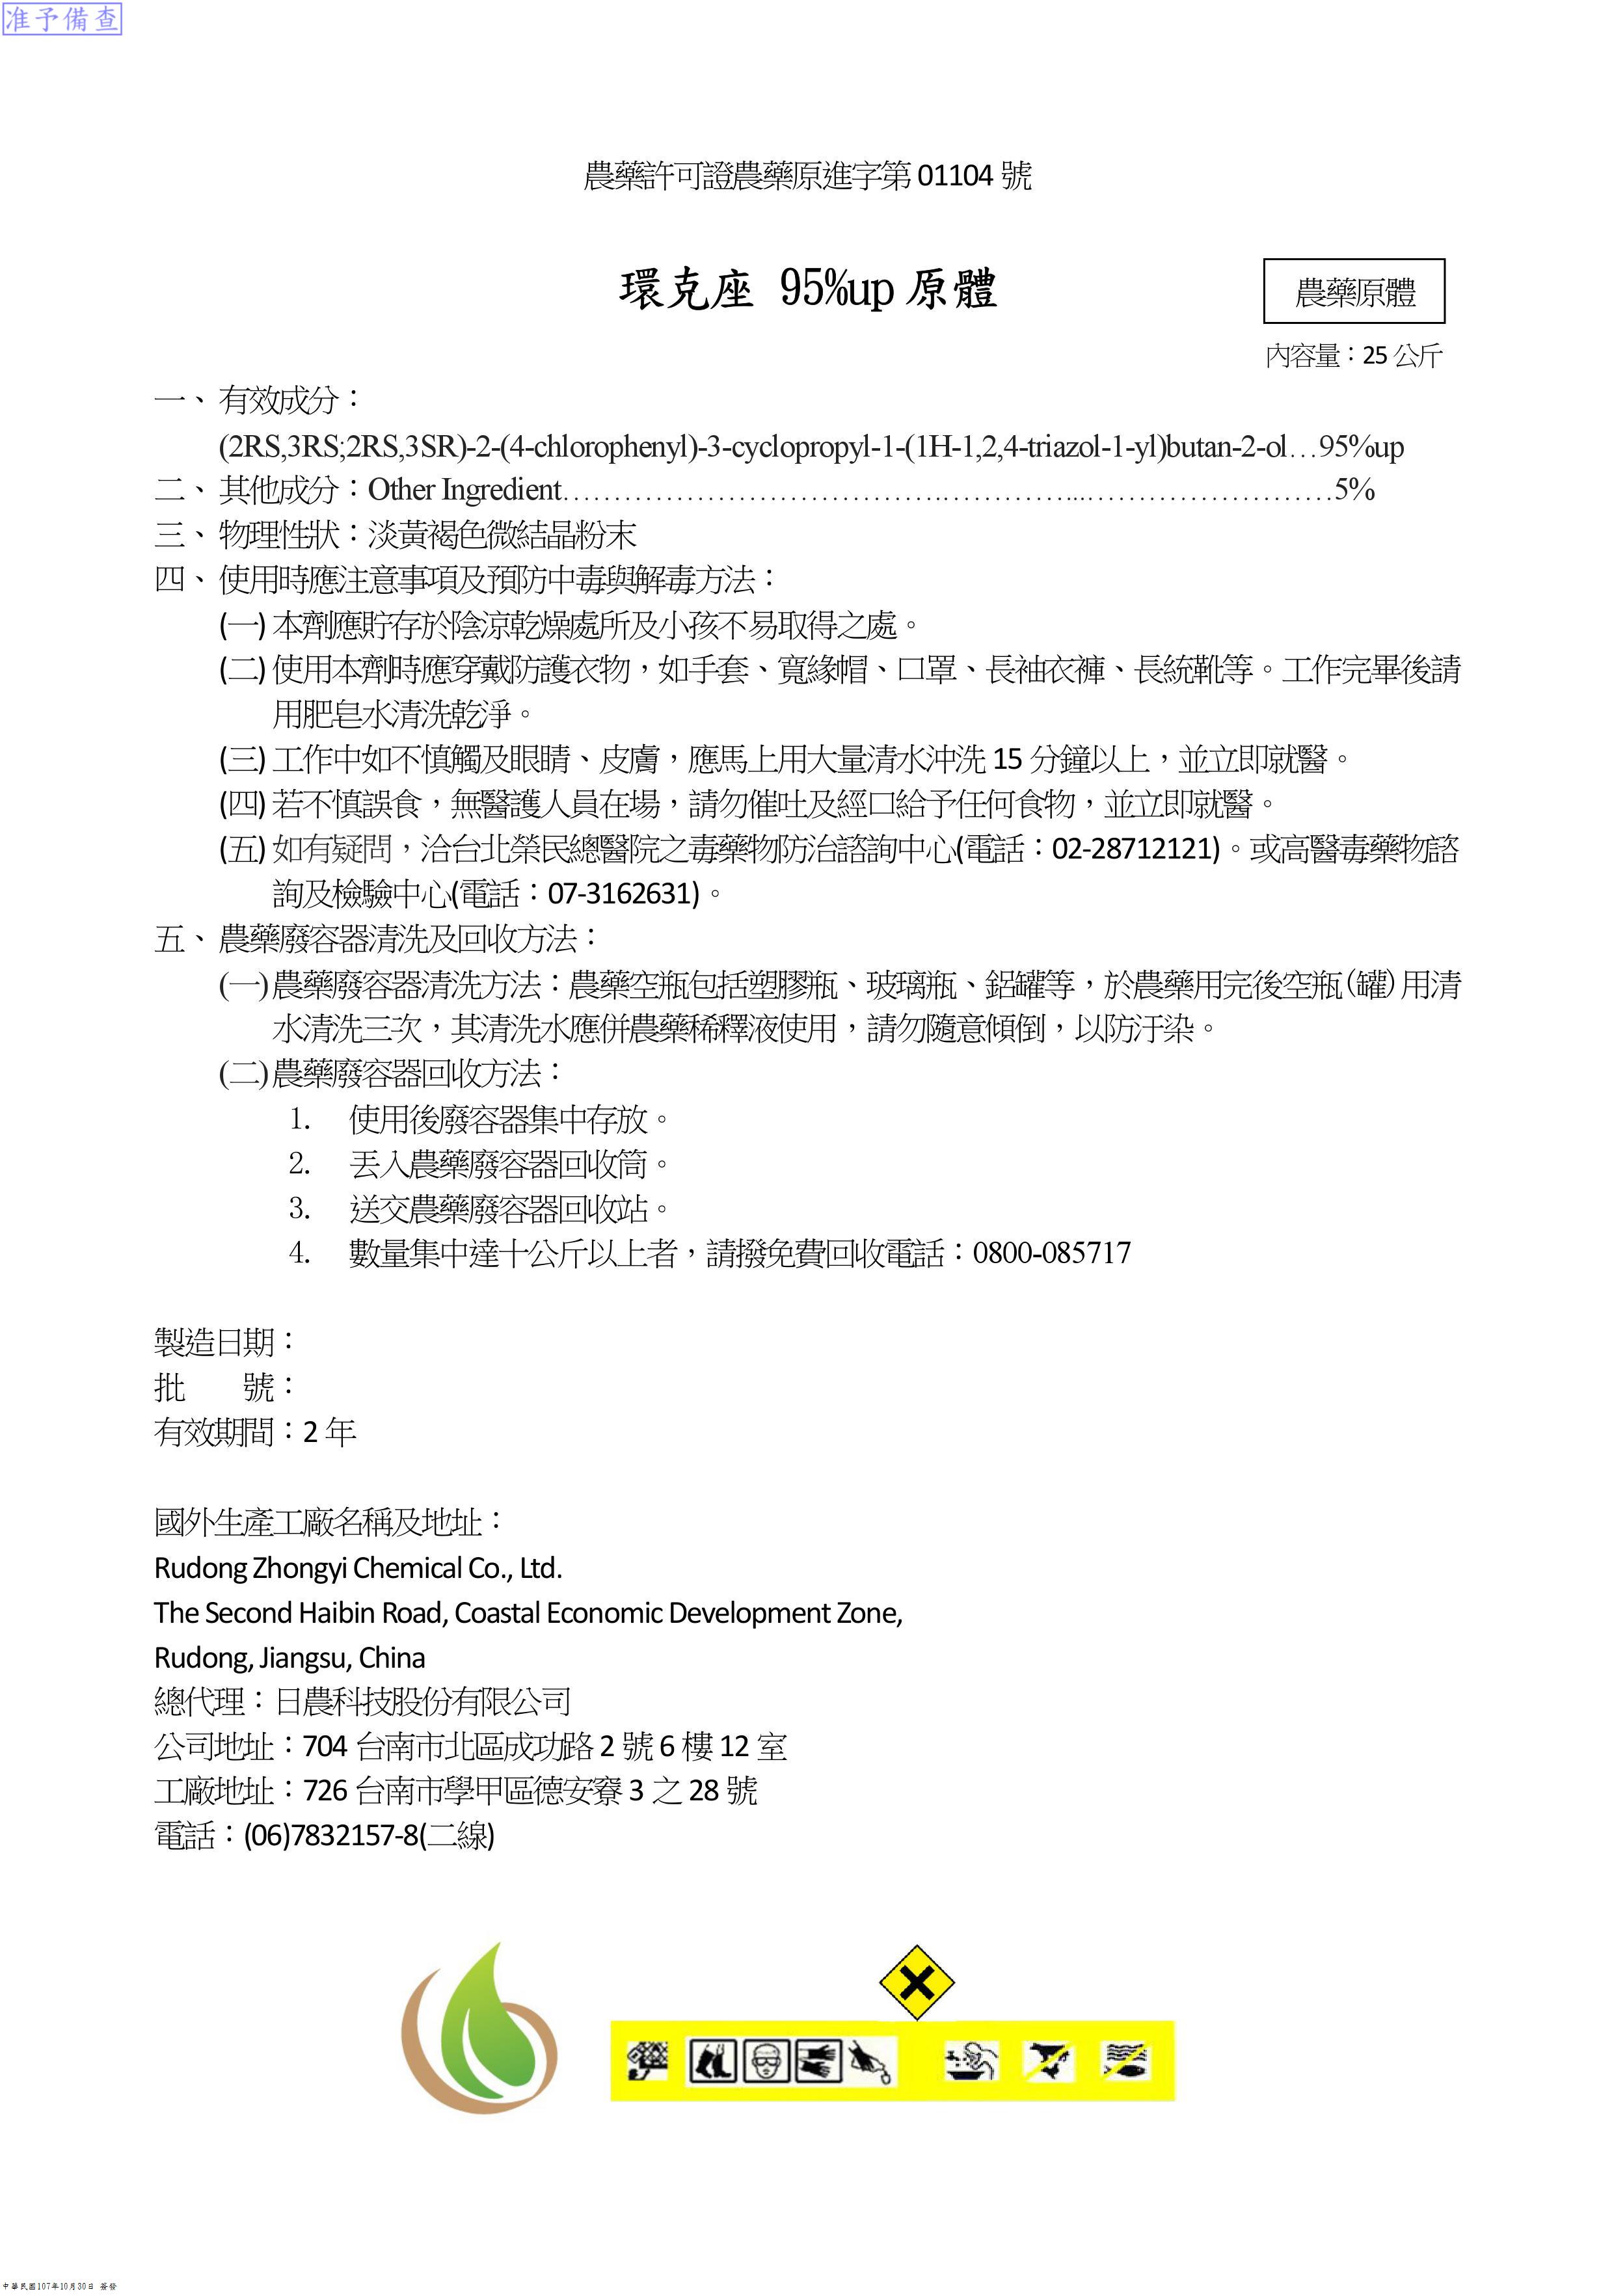 准予備查
農藥許可證農藥原進字第 01104 號
環克座 95%up 原體
農藥原體
內容量：25 公斤
一、有效成分：
(2RS,3RS;2RS,3SR)-2-(4-chlorophenyl)-3-cyclopropyl-1-(1H-1,2,4-triazol-1-yl)butan-2-ol…95%up
二、其他成分：Other Ingredient……………………………….…………...……………………5%
三、物理性狀：淡黃褐色微結晶粉末
四、使用時應注意事項及預防中毒與解毒方法：
(一) 本劑應貯存於陰涼乾燥處所及小孩不易取得之處。
(二) 使用本劑時應穿戴防護衣物，如手套、寬緣帽、口罩、長袖衣褲、長統靴等。工作完畢後請
用肥皂水清洗乾淨。
(三) 工作中如不慎觸及眼睛、皮膚，應馬上用大量清水沖洗 15 分鐘以上，並立即就醫。
(四) 若不慎誤食，無醫護人員在場，請勿催吐及經口給予任何食物，並立即就醫。
(五) 如有疑問，洽台北榮民總醫院之毒藥物防治諮詢中心(電話：02-28712121)。或高醫毒藥物諮
詢及檢驗中心(電話：07-3162631)。
五、農藥廢容器清洗及回收方法：
(一)農藥廢容器清洗方法：農藥空瓶包括塑膠瓶、玻璃瓶、鋁罐等，於農藥用完後空瓶(罐)用清
水清洗三次，其清洗水應併農藥稀釋液使用，請勿隨意傾倒，以防汙染。
(二)農藥廢容器回收方法：
1. 使用後廢容器集中存放。
2. 丟入農藥廢容器回收筒。
3. 送交農藥廢容器回收站。
4. 數量集中達十公斤以上者，請撥免費回收電話：0800-085717
製造日期：
批　　號：
有效期間：2 年
國外生產工廠名稱及地址：
Rudong Zhongyi Chemical Co., Ltd.
The Second Haibin Road, Coastal Economic Development Zone,
Rudong, Jiangsu, China
總代理：日農科技股份有限公司
公司地址：704 台南市北區成功路 2 號 6 樓 12 室
工廠地址：726 台南市學甲區德安寮 3 之 28 號
電話：(06)7832157-8(二線)
中華民國107年10月30日 簽發